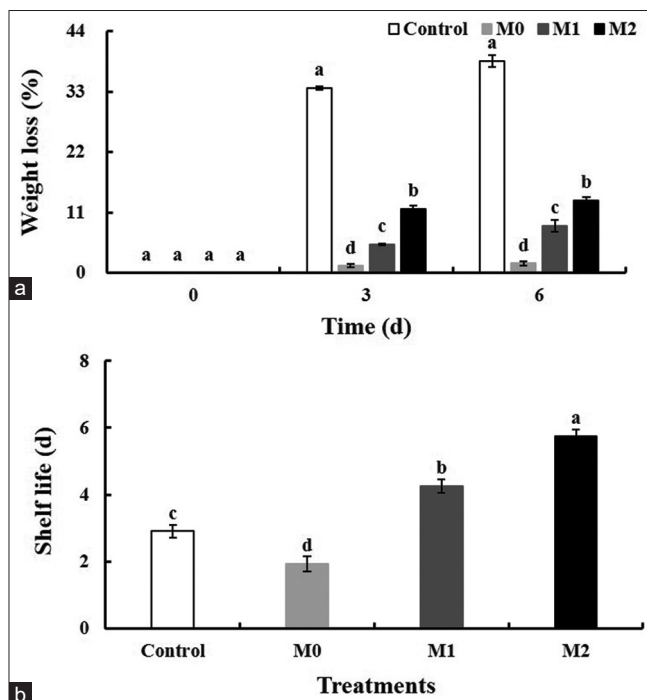 44
Control M0 M1 M2
a
a
33
22
b
b
11
c
c
d
d
a a a a
0
0 3 6
Weight loss (%)
Time (d)
a
8
a
6
b
4
c
d
2
0
Control M0 M1 M2
Shelf life (d)
Treatments
b